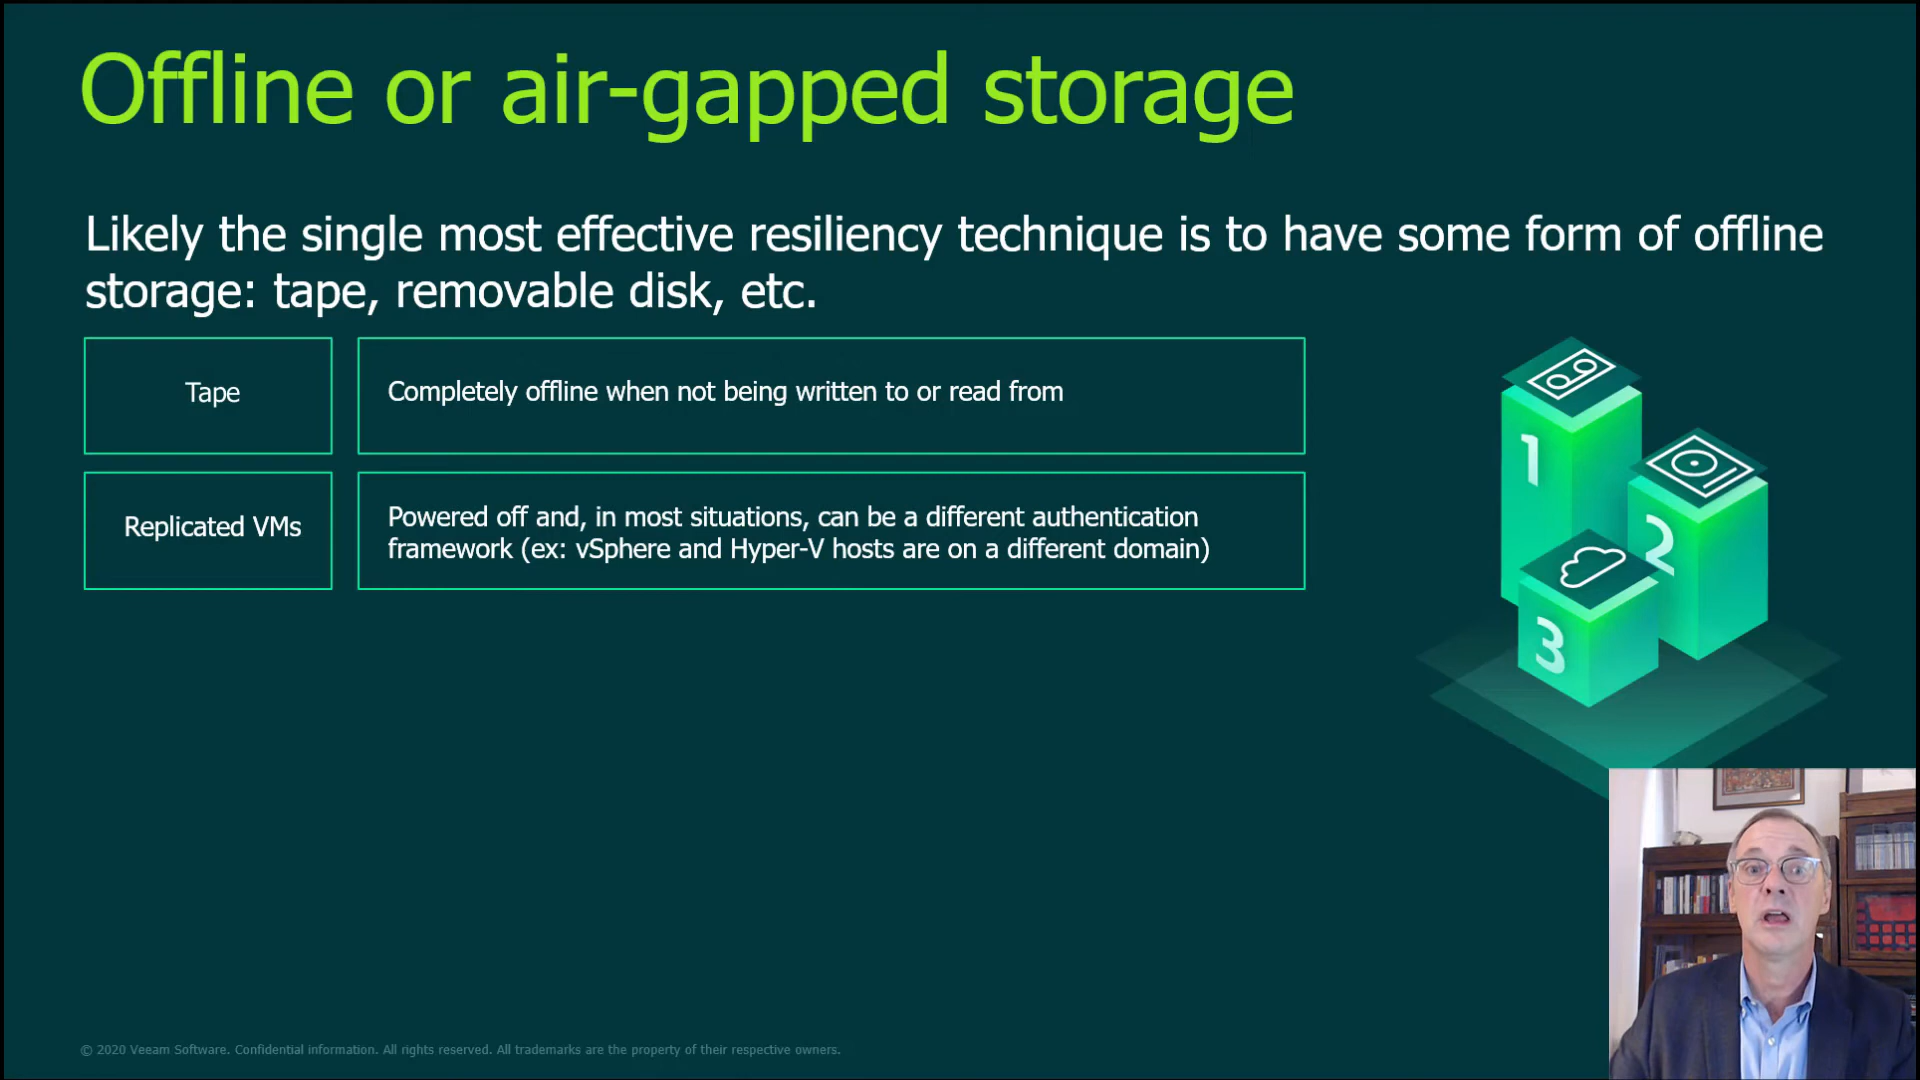 Offline or air-gapped storage
Likely the single most effective resiliency technique is to have some form of offline
storage: tape, removable disk, etc.
Tape
Completely offline when not being written to or read from
Replicated VMs
Powered off and, in most situations, can be a different authentication
framework (ex: vSphere and Hyper-V hosts are on a different domain)
1
2
3
© 2020 Veeam Software. Confidential information. All rights reserved. All trademarks are the property of their respective owners.